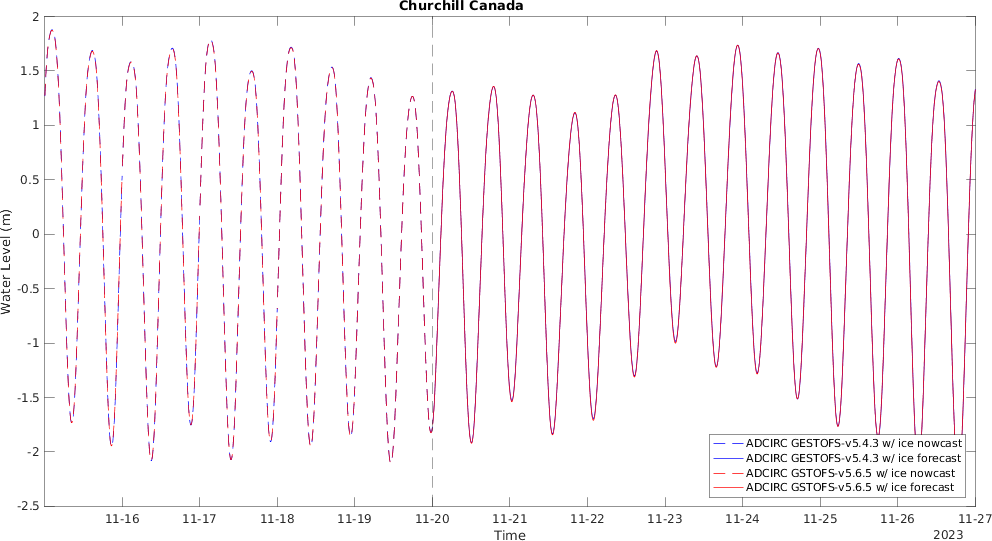 Churchill Canada
Water Level (m)
2
1.5
1
0.5
0
-0.5
-1
-1.5
-2
-2.5
ADCIRC GESTOFS-v5.4.3 w/ ice nowcast
ADCIRC GESTOFS-v5.4.3 w/ ice forecast
ADCIRC GSTOFS-v5.6.5 w/ ice nowcast
ADCIRC GSTOFS-v5.6.5 w/ ice forecast
11-16 11-17 11-18 11-19 11-20 11-21 11-22 11-23 11-24 11-25 11-26 11-27
Time
2023